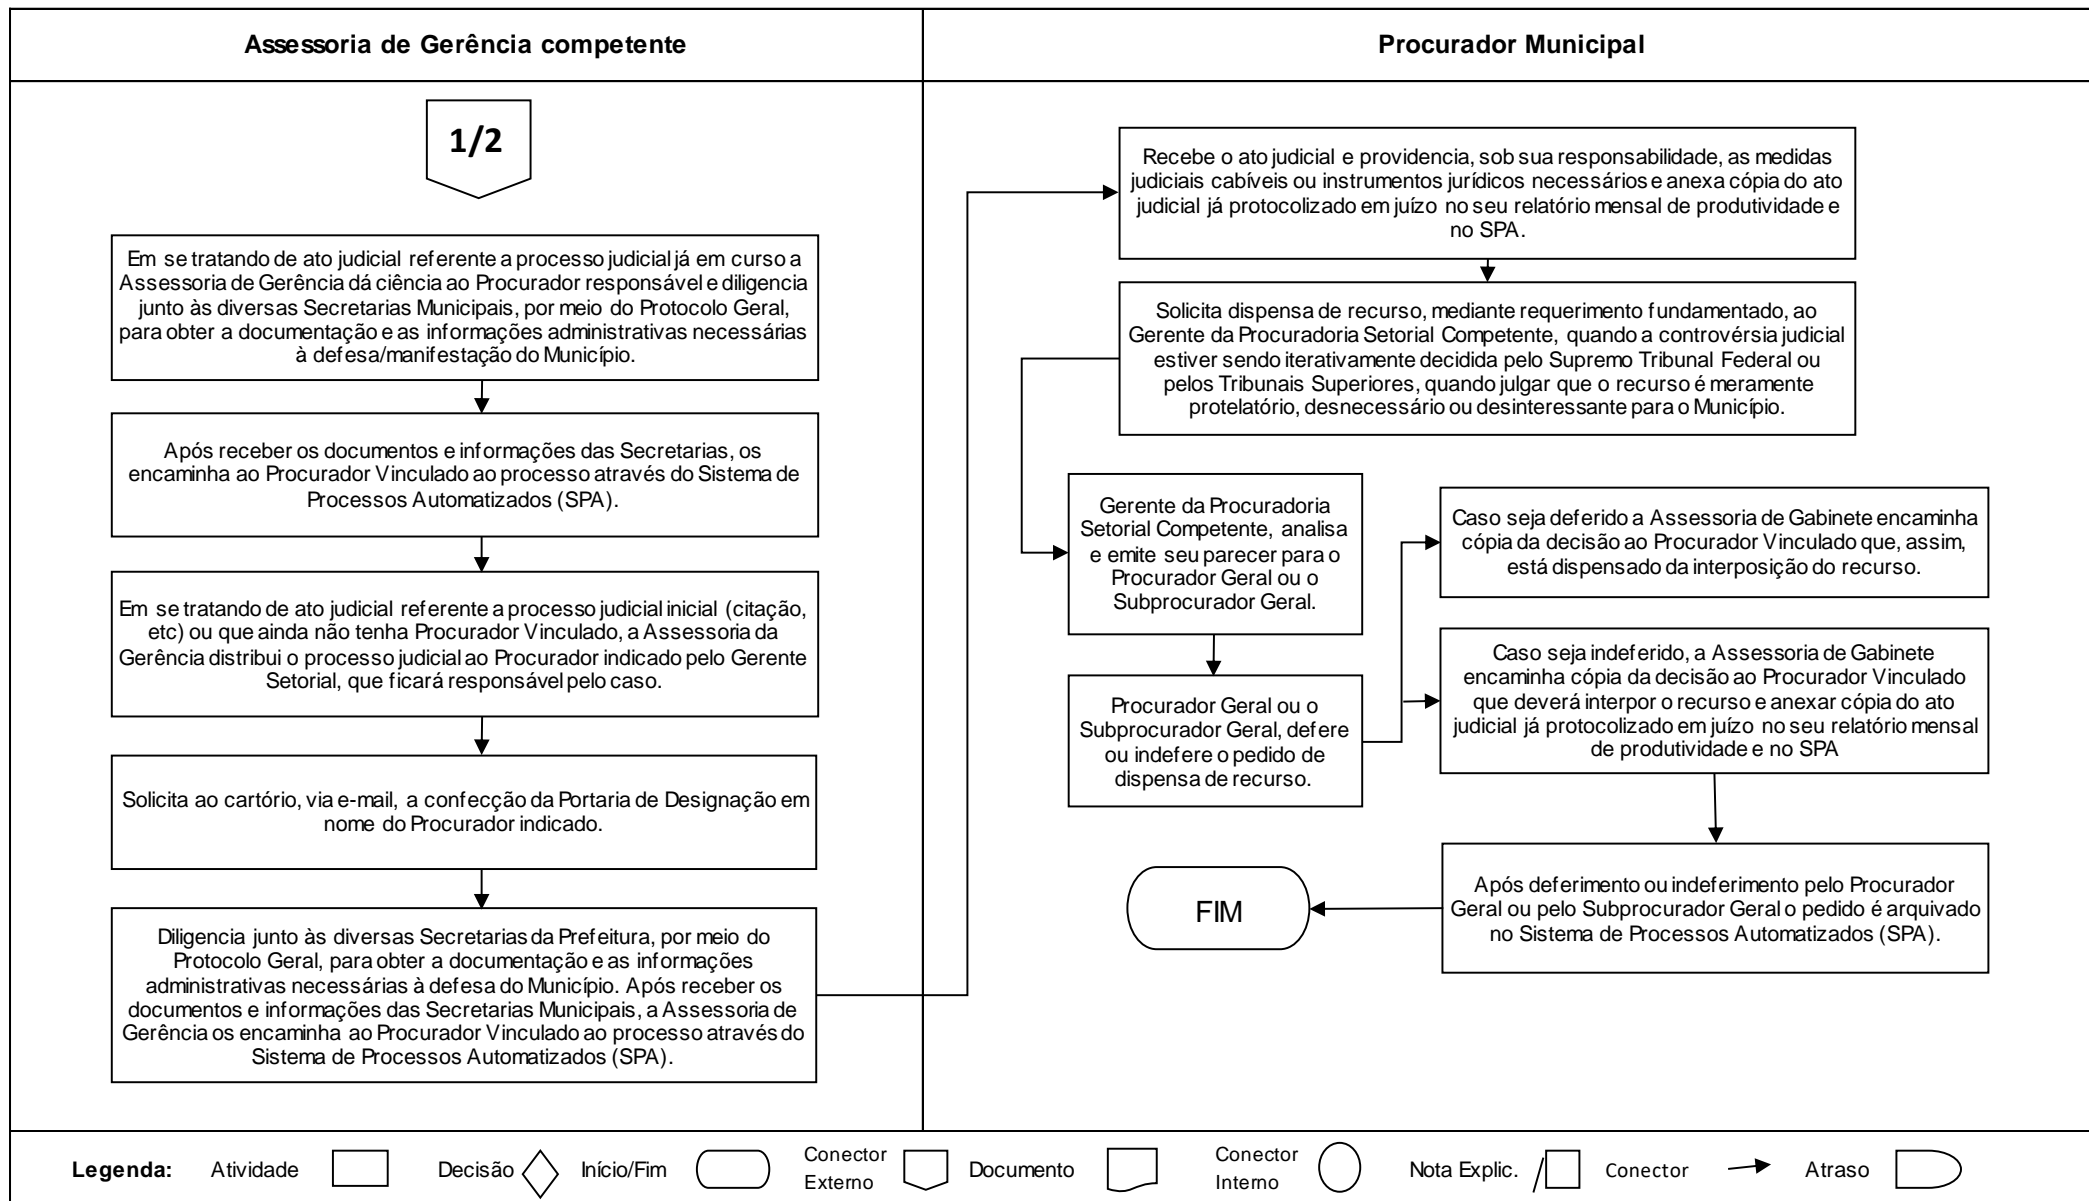 Assessoria de Gerência competente
1/2
Em se tratando de ato judicial referente a processo judicial já em curso a
Assessoria de Gerência dá ciência ao Procurador responsável e diligencia
junto às diversas Secretarias Municipais, por meio do Protocolo Geral,
para obter a documentação e as informações administrativas necessárias
à defesa/manifestação do Município.
Após receber os documentos e informações das Secretarias, os
encaminha ao Procurador Vinculado ao processo através do Sistema de
Processos Automatizados (SPA).
Em se tratando de ato judicial referente a processo judicial inicial (citação,
etc) ou que ainda não tenha Procurador Vinculado, a Assessoria da
Gerência distribui o processo judicial ao Procurador indicado pelo Gerente
Setorial, que ficará responsável pelo caso.
Solicita ao cartório, via e-mail, a confecção da Portaria de Designação em
nome do Procurador indicado.
Diligencia junto às diversas Secretarias da Prefeitura, por meio do
Protocolo Geral, para obter a documentação e as informações
administrativas necessárias à defesa do Município. Após receber os
documentos e informações das Secretarias Municipais, a Assessoria de
Gerência os encaminha ao Procurador Vinculado ao processo através do
Sistema de Processos Automatizados (SPA).
Procurador Municipal
Recebe o ato judicial e providencia, sob sua responsabilidade, as medidas
judiciais cabíveis ou instrumentos jurídicos necessários e anexa cópia do ato
judicial já protocolizado em juízo no seu relatório mensal de produtividade e
no SPA.
Solicita dispensa de recurso, mediante requerimento fundamentado, ao
Gerente da Procuradoria Setorial Competente, quando a controvérsia judicial
estiver sendo iterativamente decidida pelo Supremo Tribunal Federal ou
pelos Tribunais Superiores, quando julgar que o recurso é meramente
protelatório, desnecessário ou desinteressante para o Município.
Gerente da Procuradoria
Setorial Competente, analisa
e emite seu parecer para o
Procurador Geral ou o
Subprocurador Geral.
Procurador Geral ou o
Subprocurador Geral, defere
ou indefere o pedido de
dispensa de recurso.
Caso seja deferido a Assessoria de Gabinete encaminha
cópia da decisão ao Procurador Vinculado que, assim,
está dispensado da interposição do recurso.
Caso seja indeferido, a Assessoria de Gabinete
encaminha cópia da decisão ao Procurador Vinculado
que deverá interpor o recurso e anexar cópia do ato
judicial já protocolizado em juízo no seu relatório mensal
de produtividade e no SPA
Após deferimento ou indeferimento pelo Procurador
Geral ou pelo Subprocurador Geral o pedido é arquivado
no Sistema de Processos Automatizados (SPA).
FIM
Legenda:
Atividade
Decisão
Início/Fim
Conector
Externo
Documento
Conector
Interno
Nota Explic.
Conector
Atraso